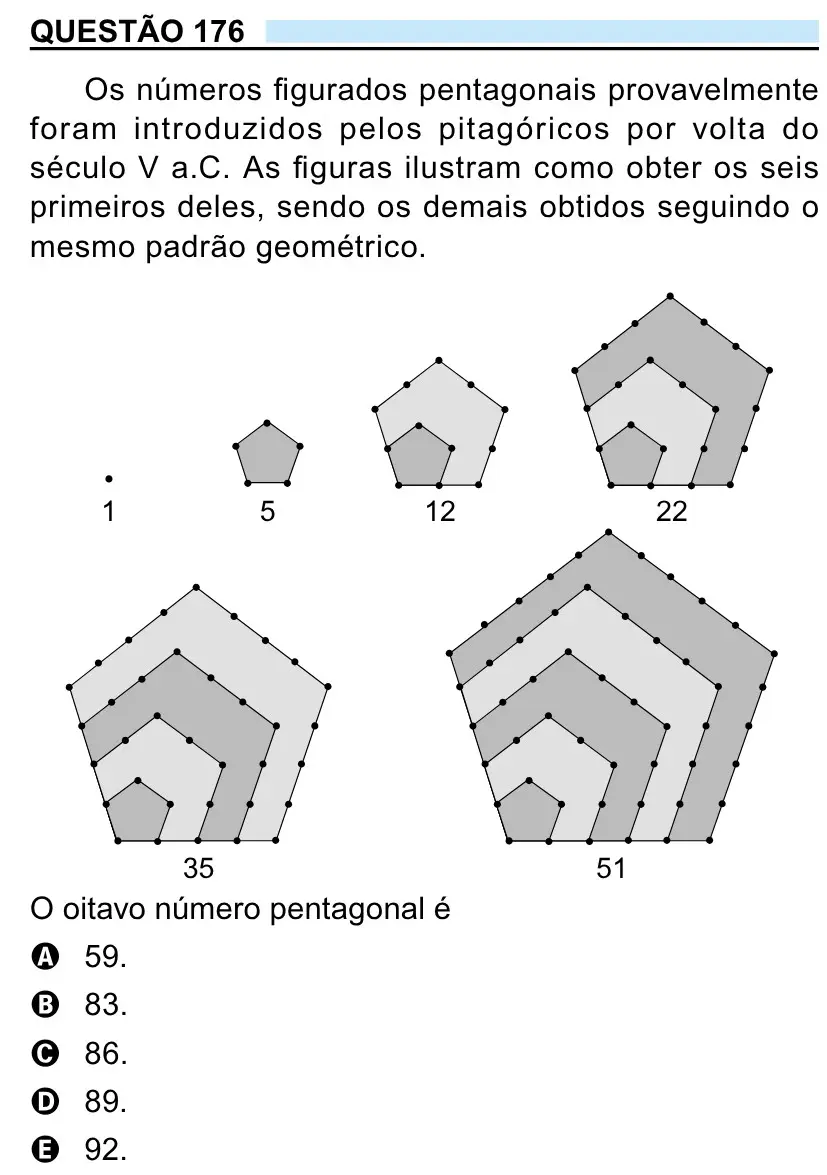 QUESTÃO 176
Os números figurados pentagonais provavelmente
foram introduzidos pelos pitagóricos por volta do
século V a.C. As figuras ilustram como obter os seis
primeiros deles, sendo os demais obtidos seguindo o
mesmo padrão geométrico.
1 5 12 22
35 51
O oitavo número pentagonal é
A 59.
B 83.
C 86.
D 89.
E 92.